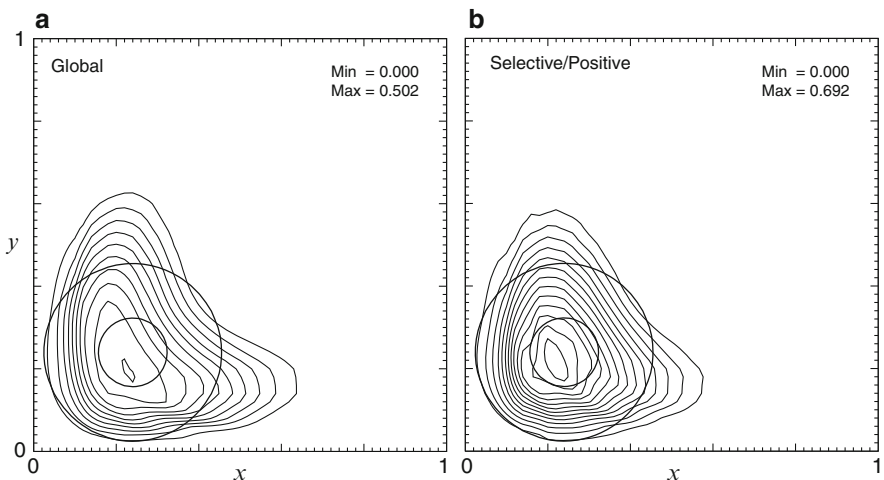 a
Global
Min = 0.000
Max = 0.502
1
y
0
0
x
1
b
Selective/Positive
Min = 0.000
Max = 0.692
0
x
1